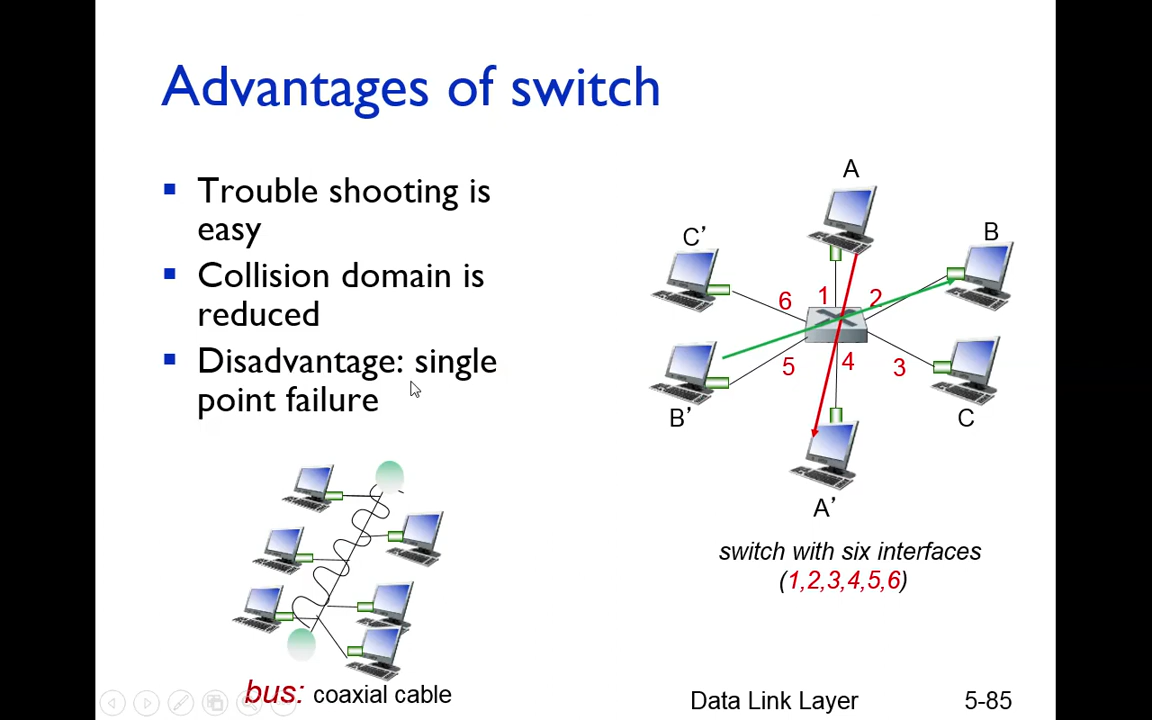 Advantages of switch
▪ Trouble shooting is
easy
▪ Collision domain is
reduced
▪ Disadvantage: single
point failure
A
B
C’
6
1
2
5
4
3
B’
C
A’
switch with six interfaces
(1,2,3,4,5,6)
bus: coaxial cable
Data Link Layer
5-85